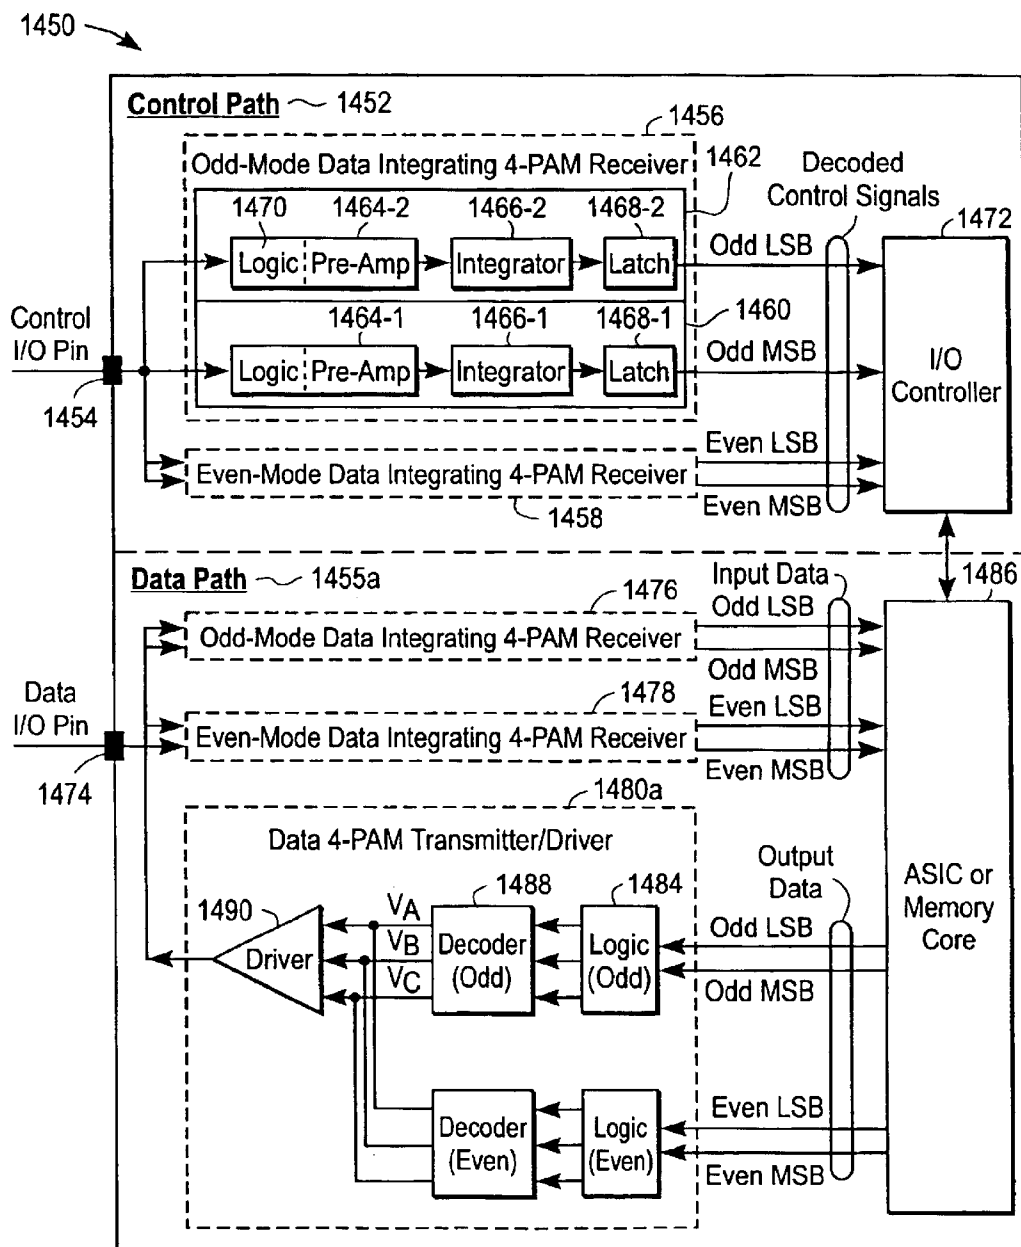 1450
Control Path 1452
1456
Odd-Mode Data Integrating 4-PAM Receiver
1462
1470 1464-2 1466-2 1468-2
Logic Pre-Amp Integrator Latch
1464-1 1466-1 1468-1 1460
Logic Pre-Amp Integrator Latch
Control
I/O Pin
1454
Decoded
Control Signals
Odd LSB
Odd MSB
Even LSB
Even MSB
1472
I/O
Controller
Even-Mode Data Integrating 4-PAM Receiver
1458
Data Path 1455a
1476
Odd-Mode Data Integrating 4-PAM Receiver
Input Data
Odd LSB
Odd MSB
1486
Data
I/O Pin
1474
1478
Even-Mode Data Integrating 4-PAM Receiver
Even LSB
Even MSB
1480a
Data 4-PAM Transmitter/Driver
1490
Driver
VA
VB
VC
1488
Decoder
(Odd)
1484
Logic
(Odd)
Output
Data
Odd LSB
Odd MSB
ASIC or
Memory
Core
Decoder
(Even)
Logic
(Even)
Even LSB
Even MSB